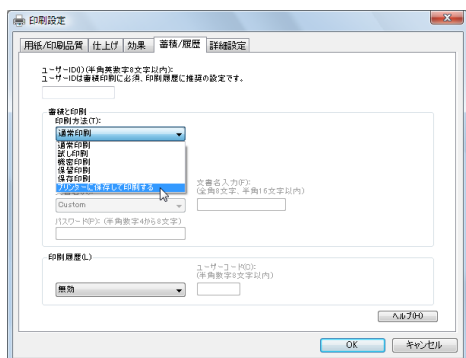 印刷設定
用紙/印刷品質 仕上げ 効果 蓄積/履歴 詳細設定
ユーザーID(I)(半角英数字8文字以内):
ユーザーIDは蓄積印刷に必須、印刷履歴に推奨の設定です。
蓄積と印刷
印刷方法(T):
通常印刷
通常印刷
試し印刷
機密印刷
保留印刷
保存印刷
プリンターに保存して印刷する
文書名入力(F):
(全角8文字、半角16文字以内)
Custom
パスワード(P): (半角数字4から8文字)
印刷履歴(L)
ユーザーコード(D):
(半角数字8文字以内)
無効
ヘルプ(H)
OK キャンセル